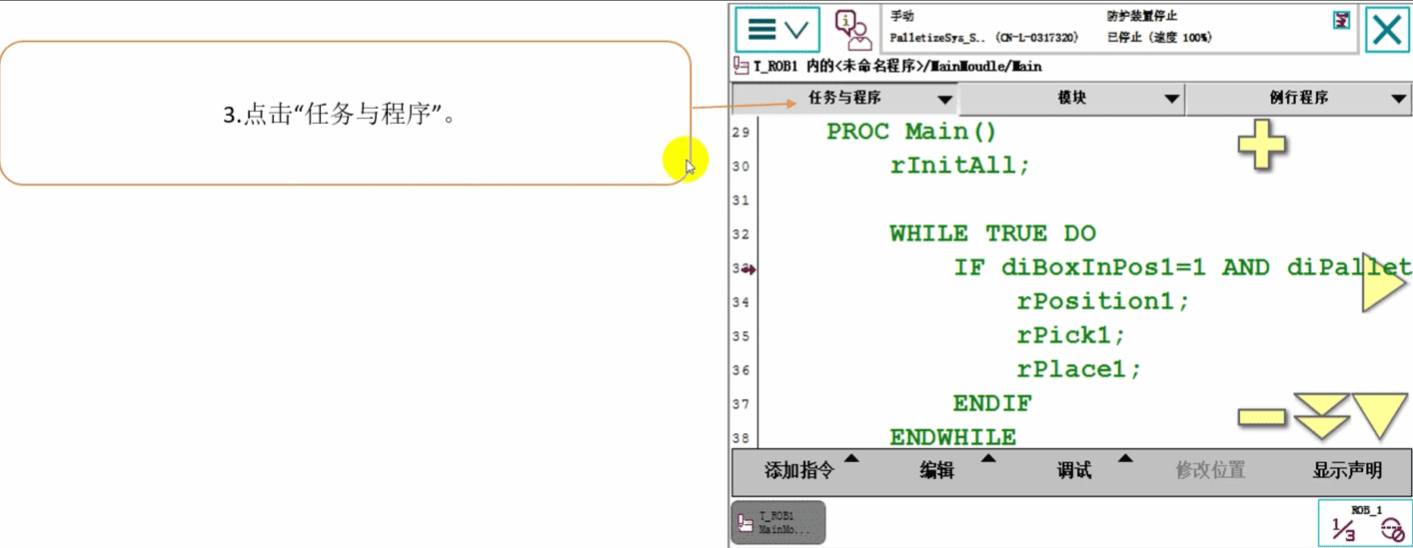 3.点击“任务与程序”。
手动
防护装置停止
PalletizeSys_S.. (CN-L-0317320)
已停止 (速度 100%)
T_ROB1 内的<未命名程序>/MainMoudle/Main
任务与程序
模块
例行程序
29 PROC Main()
30 rInitAll;
31
32 WHILE TRUE DO
33 IF diBoxInPos1=1 AND diPallet
34 rPosition1;
35 rPick1;
36 rPlace1;
37 ENDIF
38 ENDWHILE
添加指令
编辑
调试
修改位置
显示声明
T_ROB1
MainMo...
ROB_1
1/3